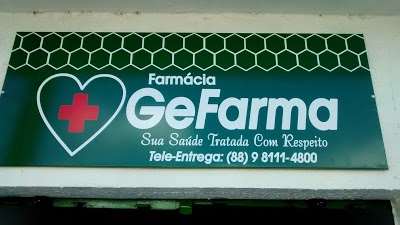 Farmácia
GeFarma
Sua Saúde Tratada Com Respeito
Tele-Entrega: (88) 9 8111-4800